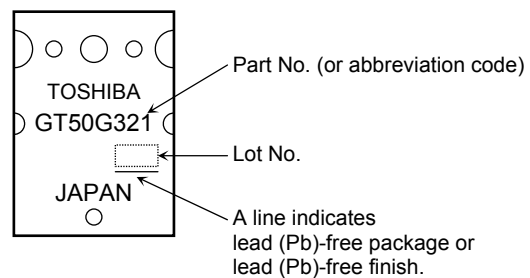 Part No. (or abbreviation code)
TOSHIBA
GT50G321
Lot No.
JAPAN
A line indicates
lead (Pb)-free package or
lead (Pb)-free finish.